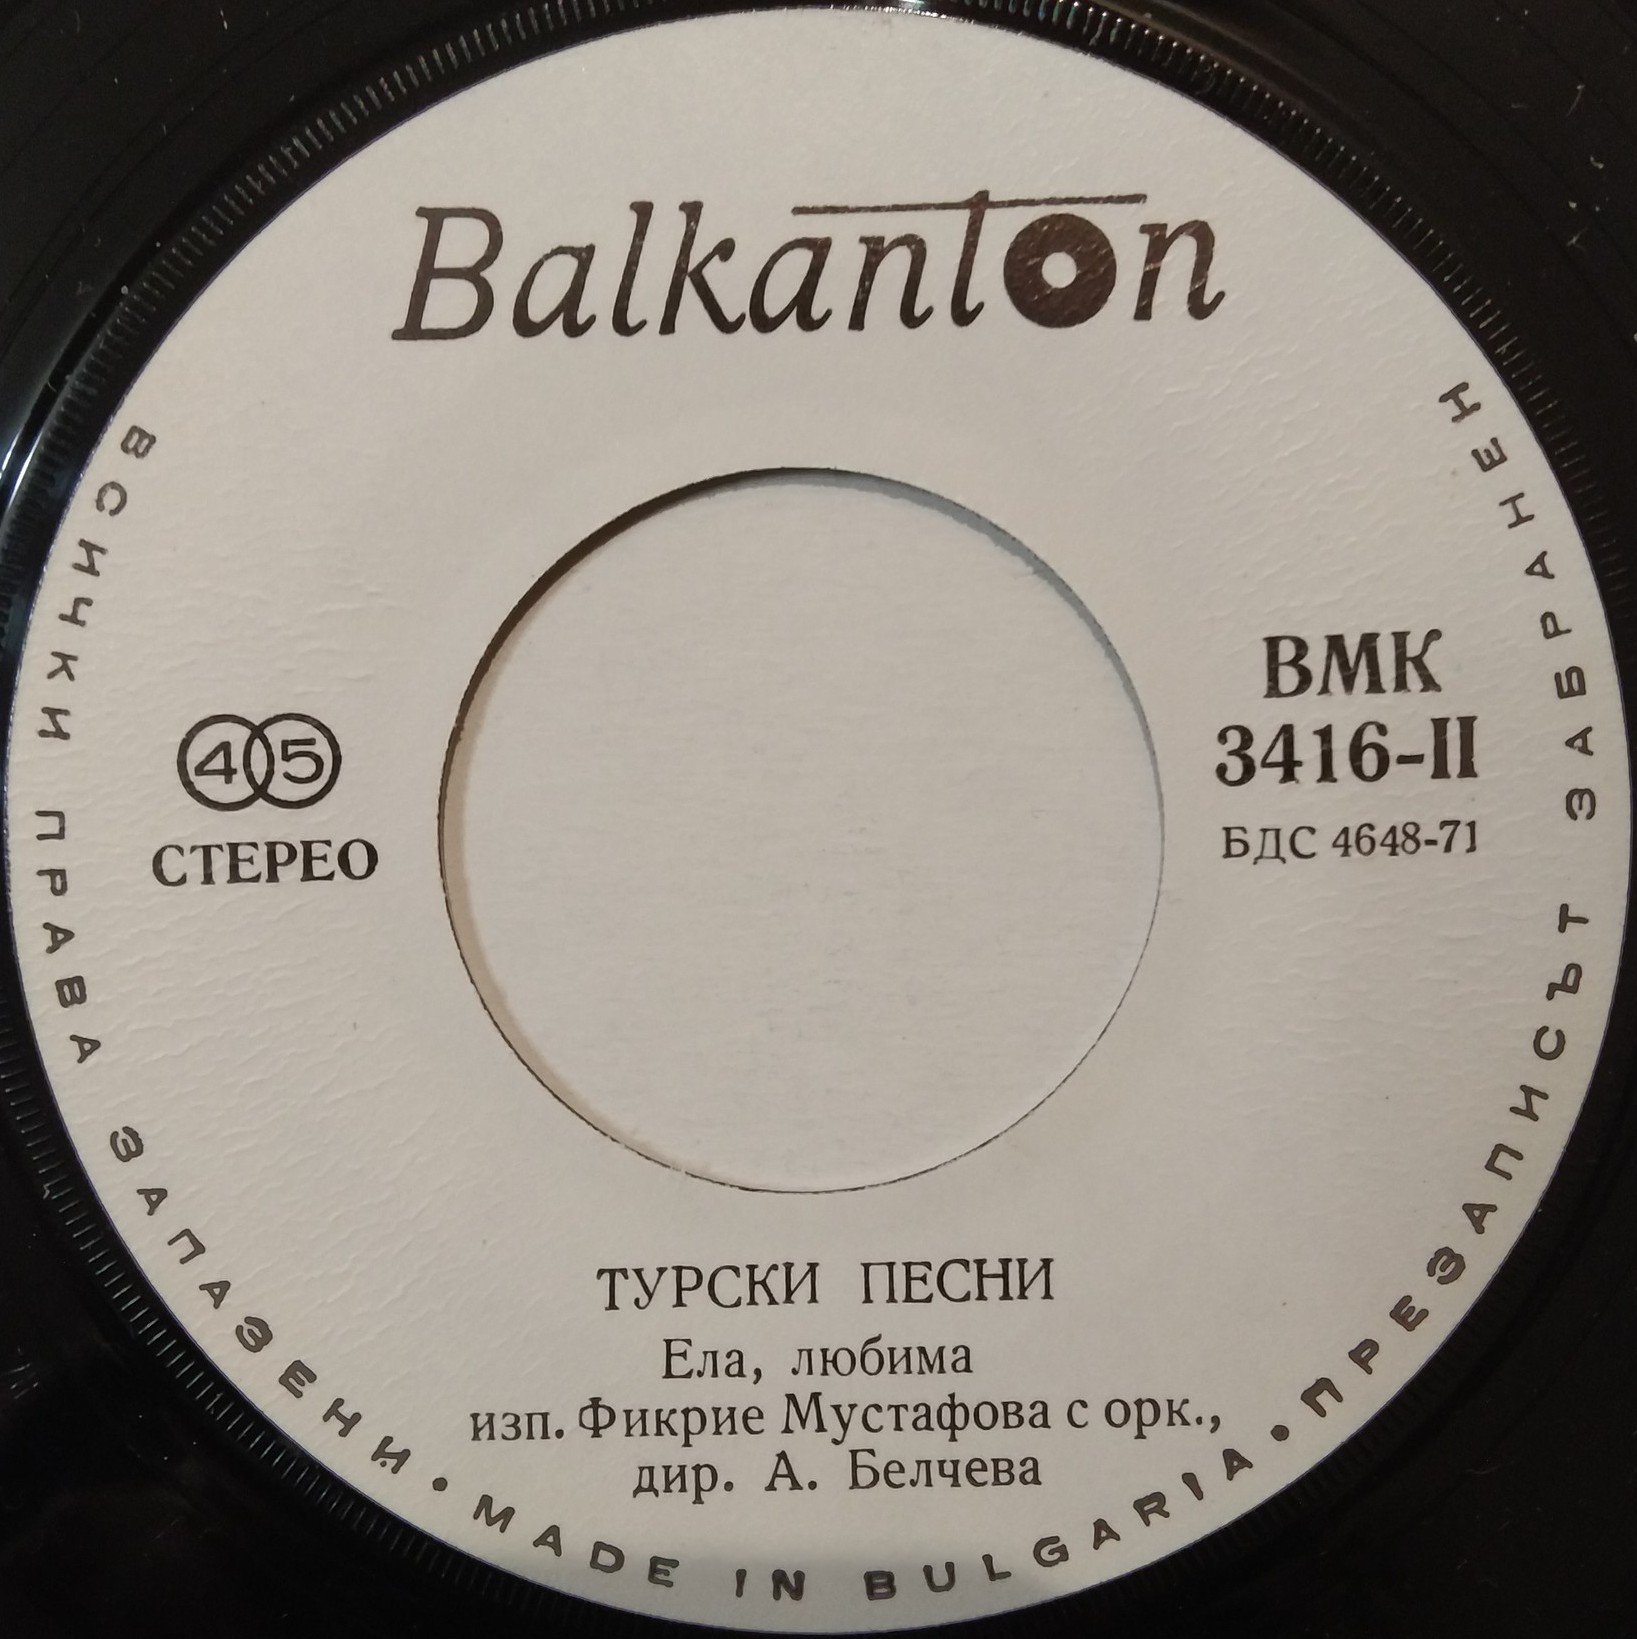 Balkanton
ВМК
3416-II
БДС 4648-71
45
СТЕРЕО
ТУРСКИ ПЕСНИ
Ела, любима
изп. Фикрие Мустафова с орк.,
дир. А. Белчева
ВСИЧКИ ПРАВА ЗАПАЗЕНИ • MADE IN BULGARIA • ПРЕЗАПИСЪТ ЗАБРАНЕН